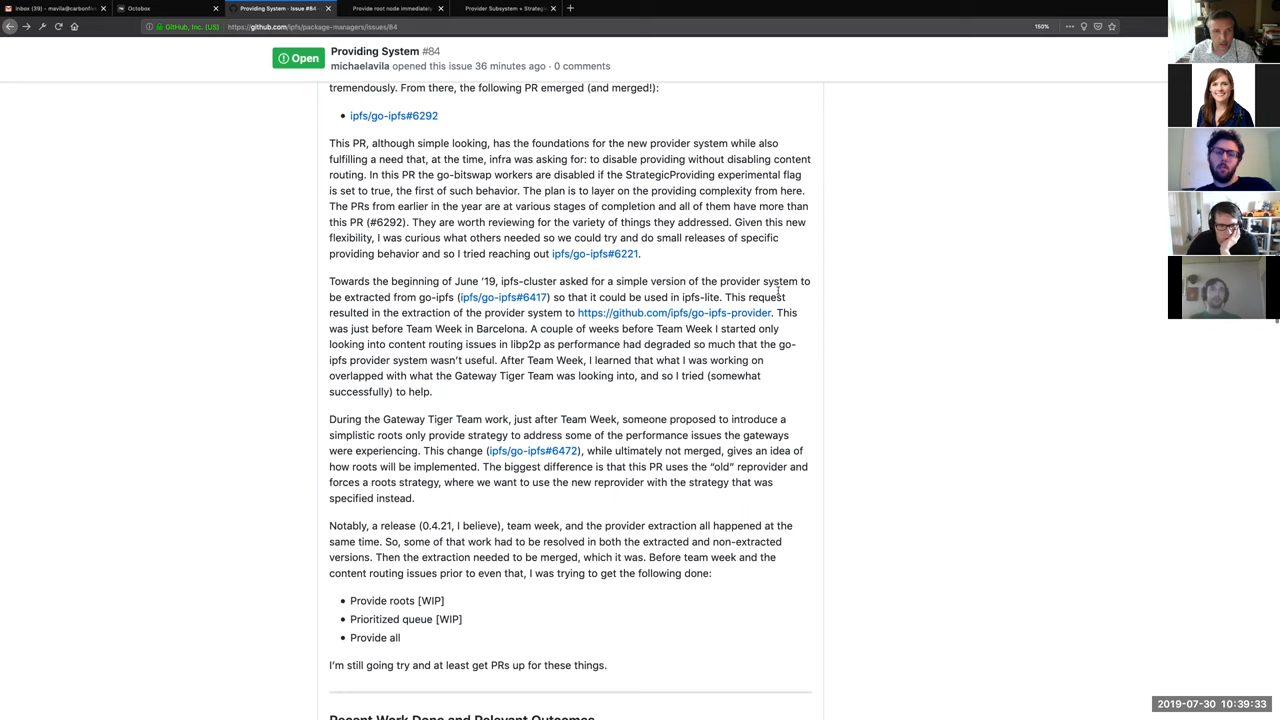 Inbox (39) - mavila@carbonfiv
Octobox
Providing System · Issue #84
Provide root node immediately
Provider Subsystem + Strategic
GitHub, Inc. (US)
https://github.com/ipfs/package-managers/issues/84
150%
Open
Providing System #84
michaelavila opened this issue 36 minutes ago · 0 comments
tremendously. From there, the following PR emerged (and merged!):
• ipfs/go-ipfs#6292
This PR, although simple looking, has the foundations for the new provider system while also
fulfilling a need that, at the time, infra was asking for: to disable providing without disabling content
routing. In this PR the go-bitswap workers are disabled if the StrategicProviding experimental flag
is set to true, the first of such behavior. The plan is to layer on the providing complexity from here.
The PRs from earlier in the year are at various stages of completion and all of them have more than
this PR (#6292). They are worth reviewing for the variety of things they addressed. Given this new
flexibility, I was curious what others needed so we could try and do small releases of specific
providing behavior and so I tried reaching out ipfs/go-ipfs#6221.
Towards the beginning of June '19, ipfs-cluster asked for a simple version of the provider system to
be extracted from go-ipfs (ipfs/go-ipfs#6417) so that it could be used in ipfs-lite. This request
resulted in the extraction of the provider system to https://github.com/ipfs/go-ipfs-provider. This
was just before Team Week in Barcelona. A couple of weeks before Team Week I started only
looking into content routing issues in libp2p as performance had degraded so much that the go-
ipfs provider system wasn't useful. After Team Week, I learned that what I was working on
overlapped with what the Gateway Tiger Team was looking into, and so I tried (somewhat
successfully) to help.
During the Gateway Tiger Team work, just after Team Week, someone proposed to introduce a
simplistic roots only provide strategy to address some of the performance issues the gateways
were experiencing. This change (ipfs/go-ipfs#6472), while ultimately not merged, gives an idea of
how roots will be implemented. The biggest difference is that this PR uses the “old” reprovider and
forces a roots strategy, where we want to use the new reprovider with the strategy that was
specified instead.
Notably, a release (0.4.21, I believe), team week, and the provider extraction all happened at the
same time. So, some of that work had to be resolved in both the extracted and non-extracted
versions. Then the extraction needed to be merged, which it was. Before team week and the
content routing issues prior to even that, I was trying to get the following done:
• Provide roots [WIP]
• Prioritized queue [WIP]
• Provide all
I'm still going try and at least get PRs up for these things.
Recent Work Done and Relevant Outcomes
2019-07-30 10:39:33